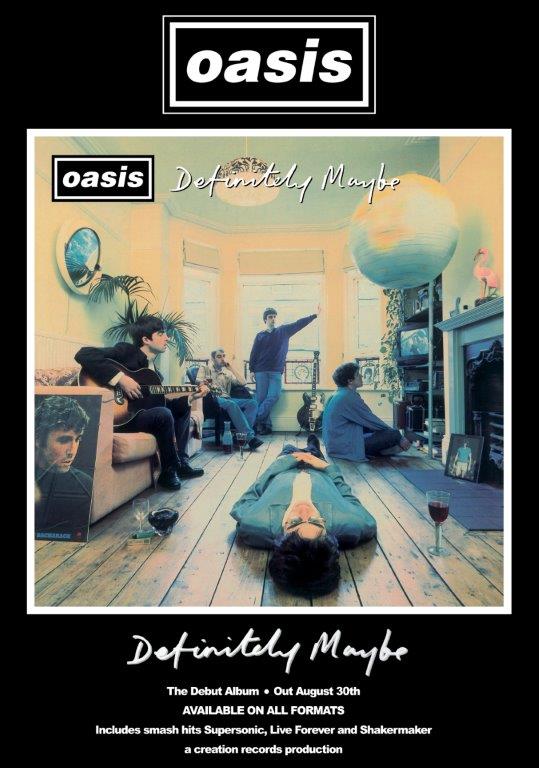 oasis
oasis
Definitely Maybe
BACHARACH
Definitely Maybe
The Debut Album • Out August 30th
AVAILABLE ON ALL FORMATS
Includes smash hits Supersonic, Live Forever and Shakermaker
a creation records production